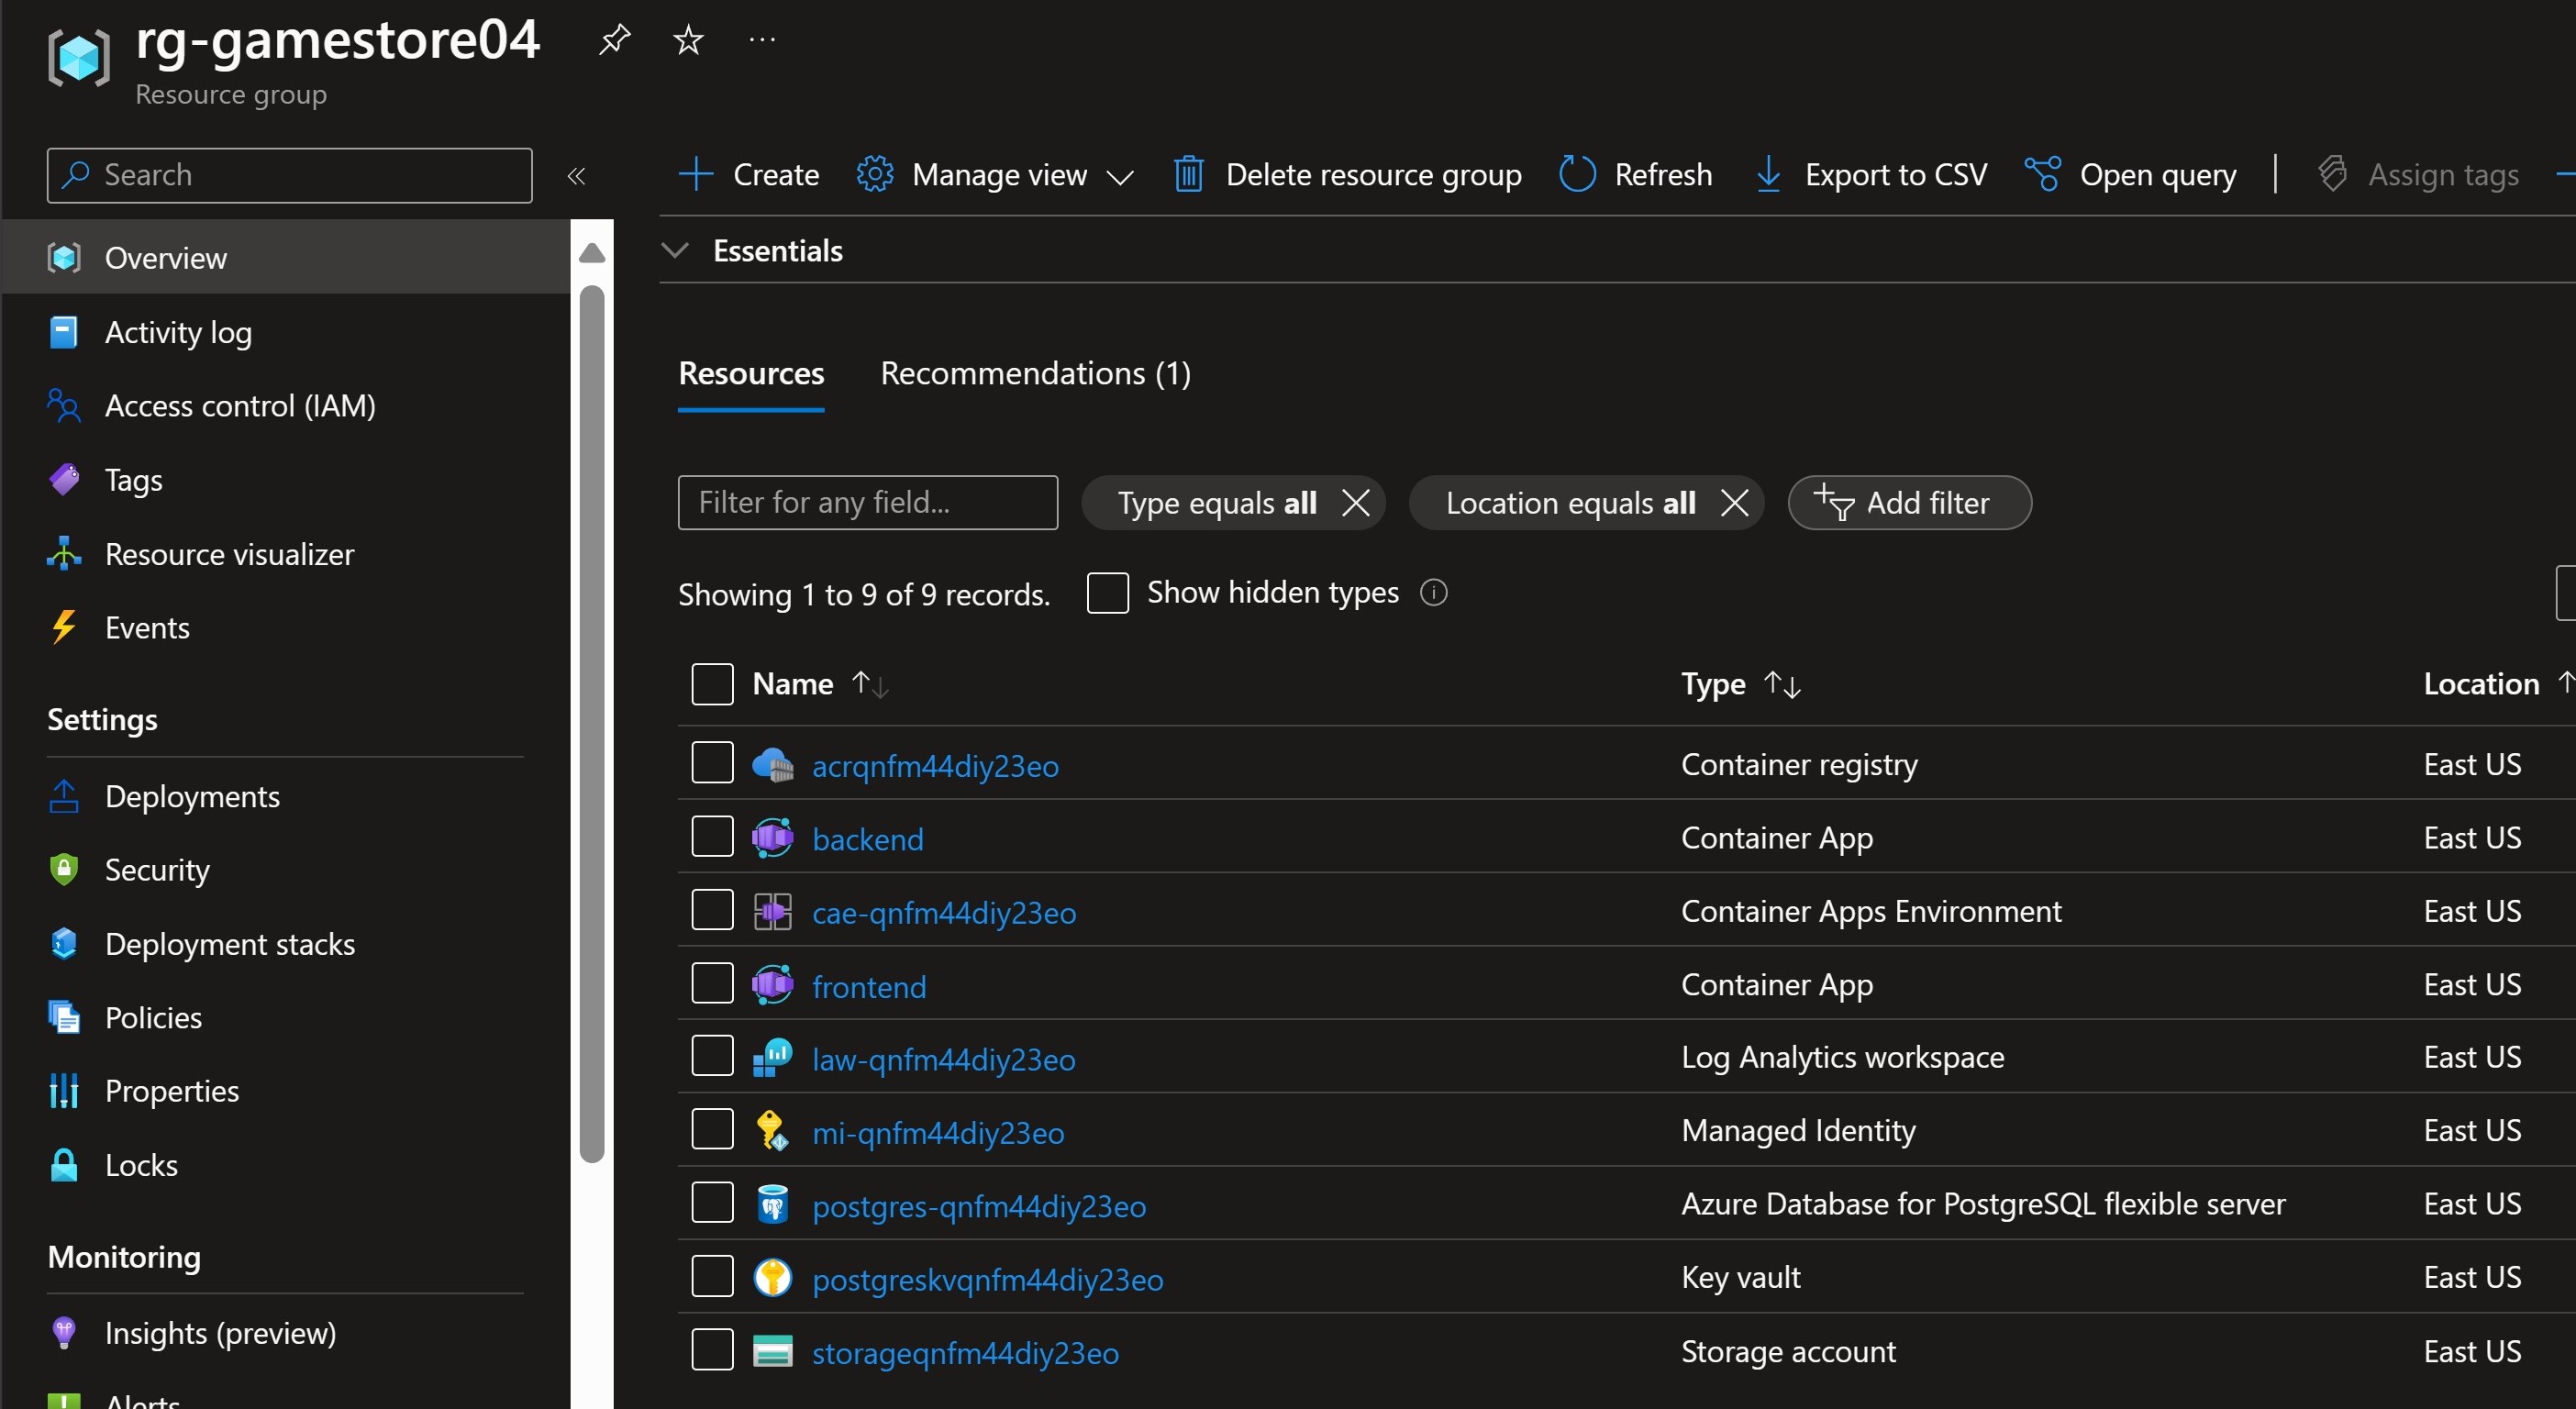 rg-gamestore04
Resource group
Search
Overview
Activity log
Access control (IAM)
Tags
Resource visualizer
Events
Settings
Deployments
Security
Deployment stacks
Policies
Properties
Locks
Monitoring
Insights (preview)
Alerts
Create Manage view Delete resource group Refresh Export to CSV Open query Assign tags
Essentials
Resources Recommendations (1)
Filter for any field... Type equals all Location equals all Add filter
Showing 1 to 9 of 9 records. Show hidden types
Name Type Location
acrqnfm44diy23eo Container registry East US
backend Container App East US
cae-qnfm44diy23eo Container Apps Environment East US
frontend Container App East US
law-qnfm44diy23eo Log Analytics workspace East US
mi-qnfm44diy23eo Managed Identity East US
postgres-qnfm44diy23eo Azure Database for PostgreSQL flexible server East US
postgreskvqnfm44diy23eo Key vault East US
storageqnfm44diy23eo Storage account East US